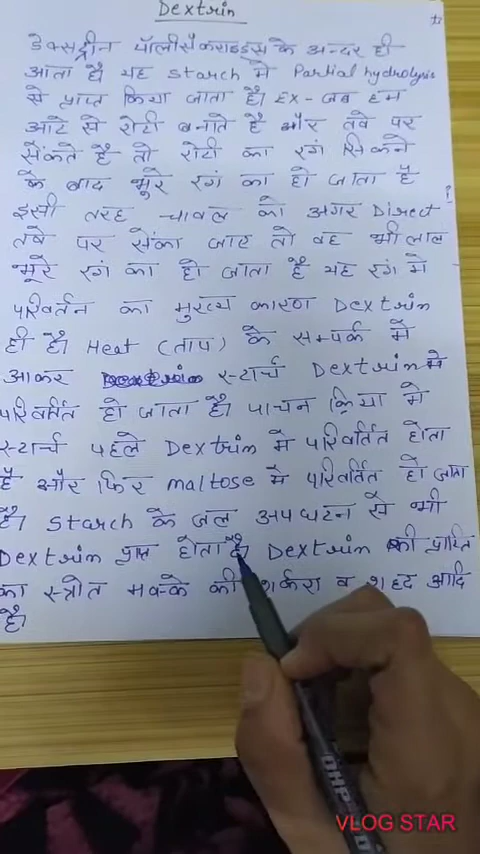 Dextrin
डेक्सट्रीन पॉलीसैकराइड्स के अन्दर ही
आता है। यह starch मे Partial hydrolysis
से प्राप्त किया जाता है। Ex- जब हम
आटे से रोटी बनाते है और तवे पर
सेंकते है तो रोटी का रंग सिकने
के बाद भूरे रंग का हो जाता है
इसी तरह चावल को अगर Direct
तवे पर सेंका जाए तो वह भी लाल
भूरे रंग का हो जाता है यह रंग मे
परिवर्तन का मुख्य कारण Dextrin
ही है। Heat (ताप) के सम्पर्क मे
आकर स्टार्च Dextrin मे
परिवर्तित हो जाता है। पाचन क्रिया मे
स्टार्च पहले Dextrin मे परिवर्तित होता
है और फिर maltose मे परिवर्तित हो जाता
है। Starch के जल अपघटन से भी
Dextrin प्राप्त होता है। Dextrin की प्राप्ति
का स्त्रोत मक्के की शर्करा व शहद आदि
है।
VLOG STAR